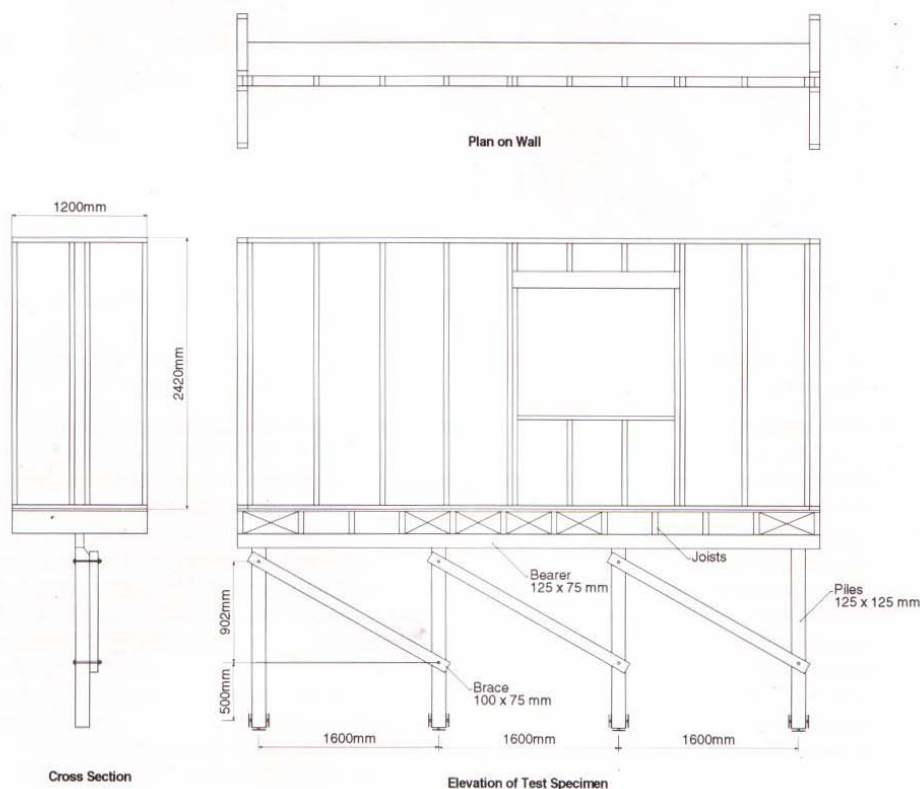 Plan on Wall
1200mm
2420mm
Joists
Bearer
125 x 75 mm
Piles
125 x 125 mm
902mm
Brace
100 x 75 mm
500mm
1600mm
1600mm
1600mm
Cross Section
Elevation of Test Specimen